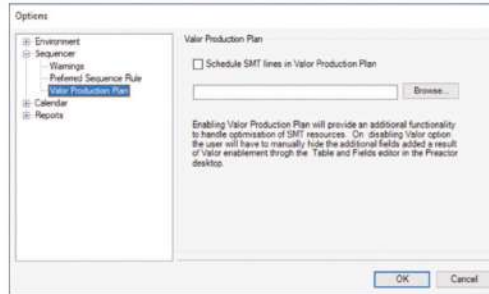 Options
Environment
Sequencer
Warnings
Preferred Sequence Rule
Valor Production Plan
Calendar
Reports
Valor Production Plan
Schedule SMT lines in Valor Production Plan
Browse...
Enabling Valor Production Plan will provide an additional functionality
to handle optimisation of SMT resources. On disabling Valor option
the user will have to manually hide the additional fields added a result
of Valor enablement throgh the Table and Fields editor in the Preactor
desktop.
OK
Cancel